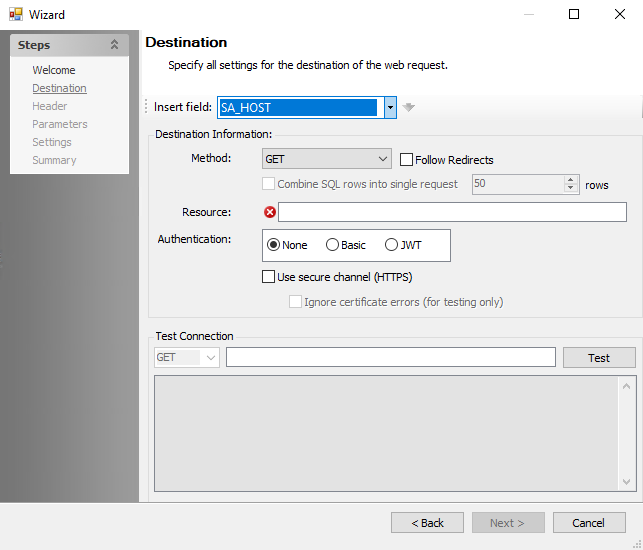 Wizard
Steps
Welcome
Destination
Header
Parameters
Settings
Summary
Destination
Specify all settings for the destination of the web request.
Insert field: SA_HOST
Destination Information:
Method: GET Follow Redirects
Combine SQL rows into single request 50 rows
Resource:
Authentication: None Basic JWT
Use secure channel (HTTPS)
Ignore certificate errors (for testing only)
Test Connection
GET Test
< Back Next > Cancel